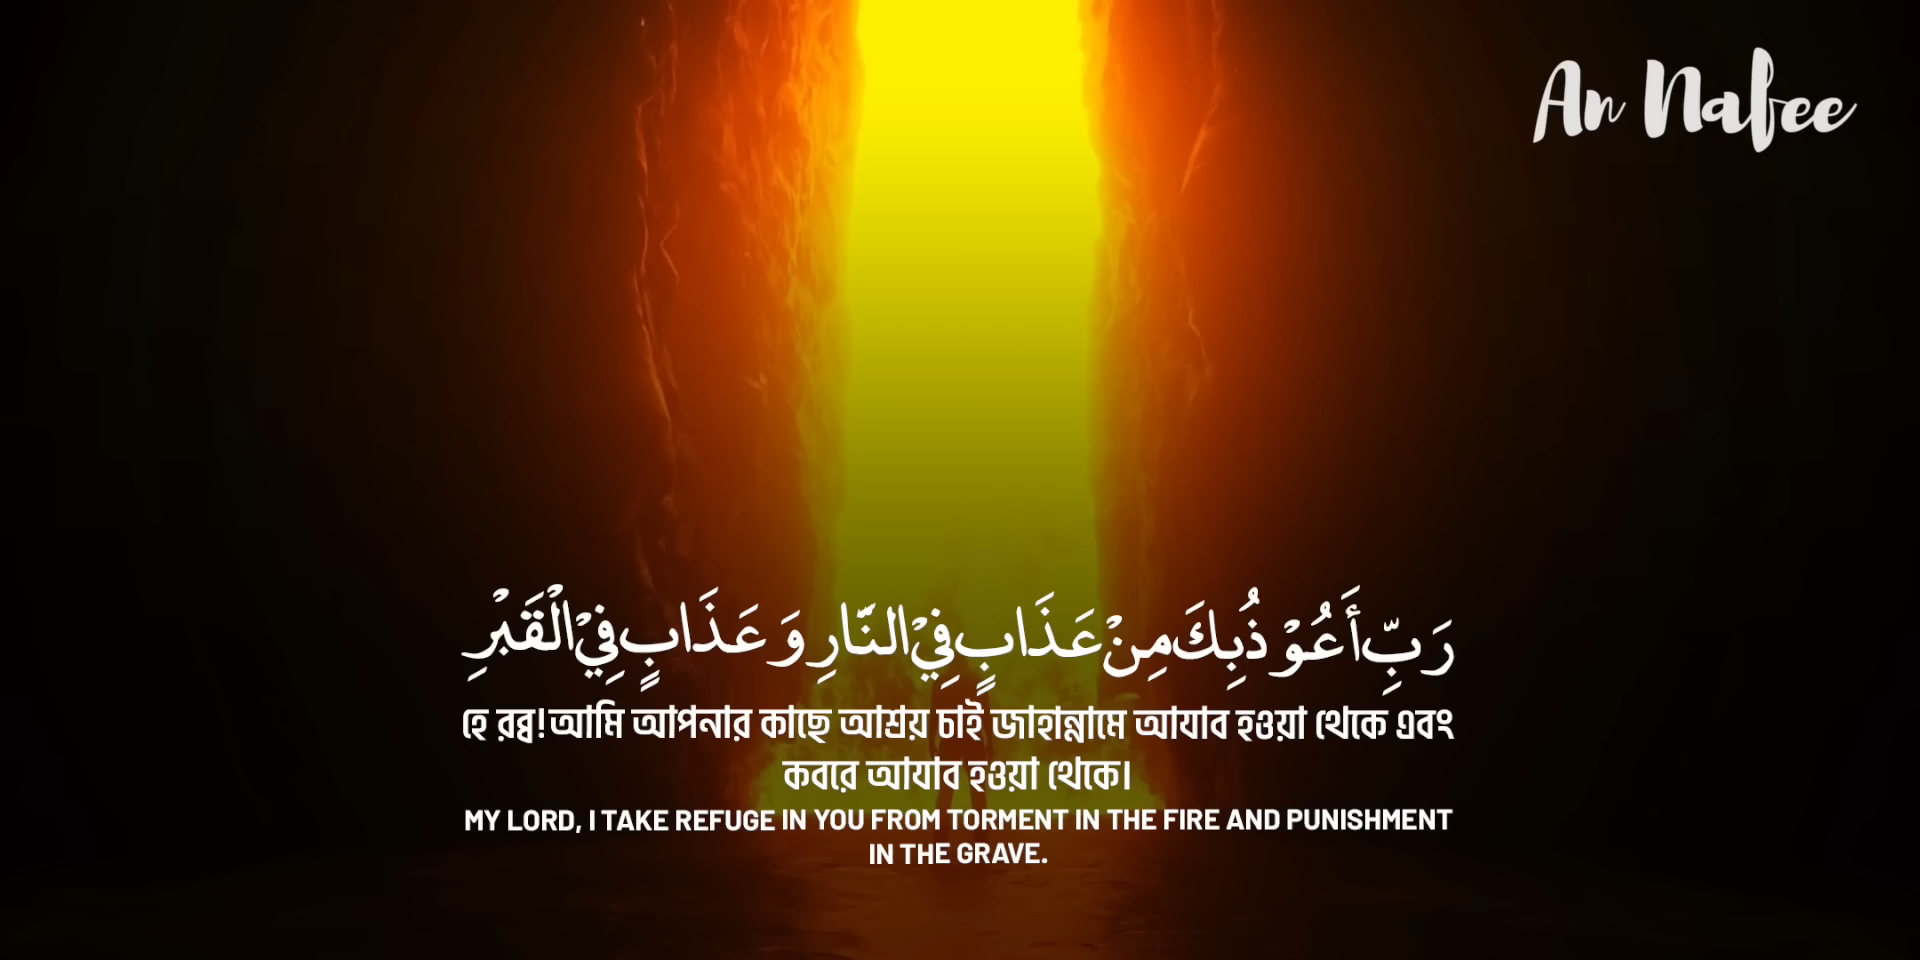 An Nafee
رَبِّ أَعُوْذُبِكَ مِنْ عَذَابٍ فِيْ النَّارِ وَ عَذَابٍ فِيْ الْقَبْرِ
হে রব্ব! আমি আপনার কাছে আশ্রয় চাই জাহান্নামে আযাব হওয়া থেকে এবং
কবরে আযাব হওয়া থেকে।
MY LORD, I TAKE REFUGE IN YOU FROM TORMENT IN THE FIRE AND PUNISHMENT
IN THE GRAVE.